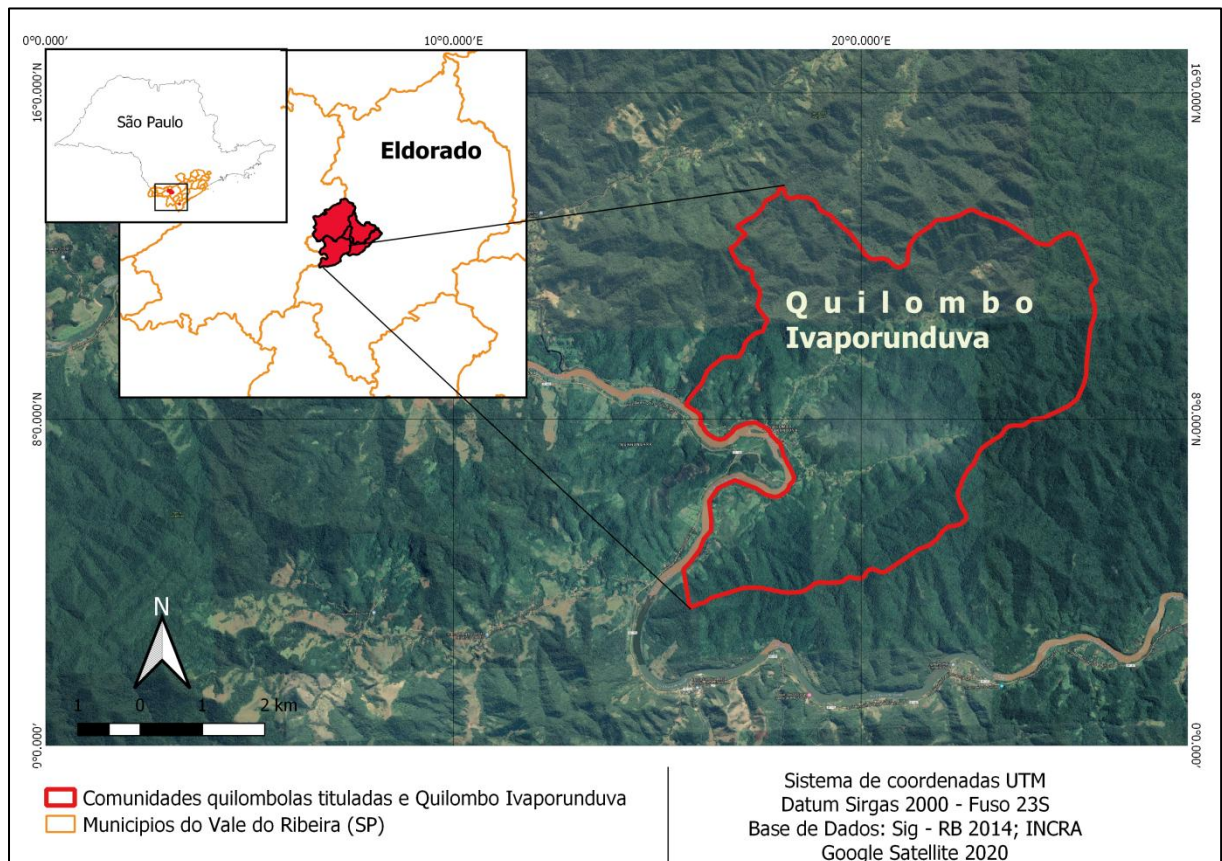 0°0.000’
10°0.000’E
20°0.000’E
16°0.000’N
16°0.000’N
São Paulo
Eldorado
Quilombo
Ivaporunduva
8°0.000’N
8°0.000’N
N
1 0 1 2 km
0°0.000’
0°0.000’
Comunidades quilombolas tituladas e Quilombo Ivaporunduva
Municipios do Vale do Ribeira (SP)
Sistema de coordenadas UTM
Datum Sirgas 2000 - Fuso 23S
Base de Dados: Sig - RB 2014; INCRA
Google Satellite 2020